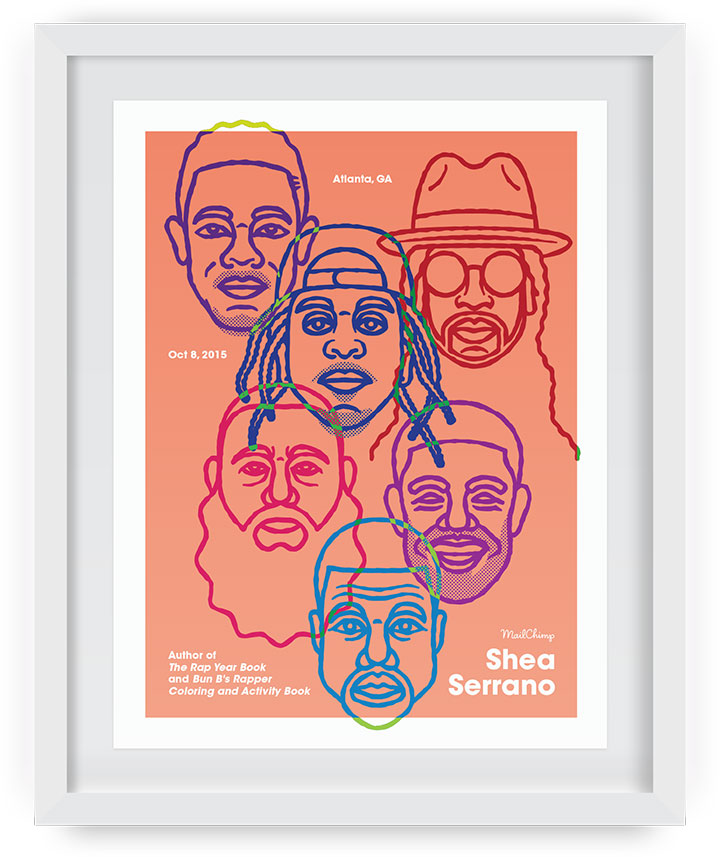 Atlanta, GA
Oct 8, 2015
MailChimp
Shea
Serrano
Author of
The Rap Year Book
and Bun B's Rapper
Coloring and Activity Book